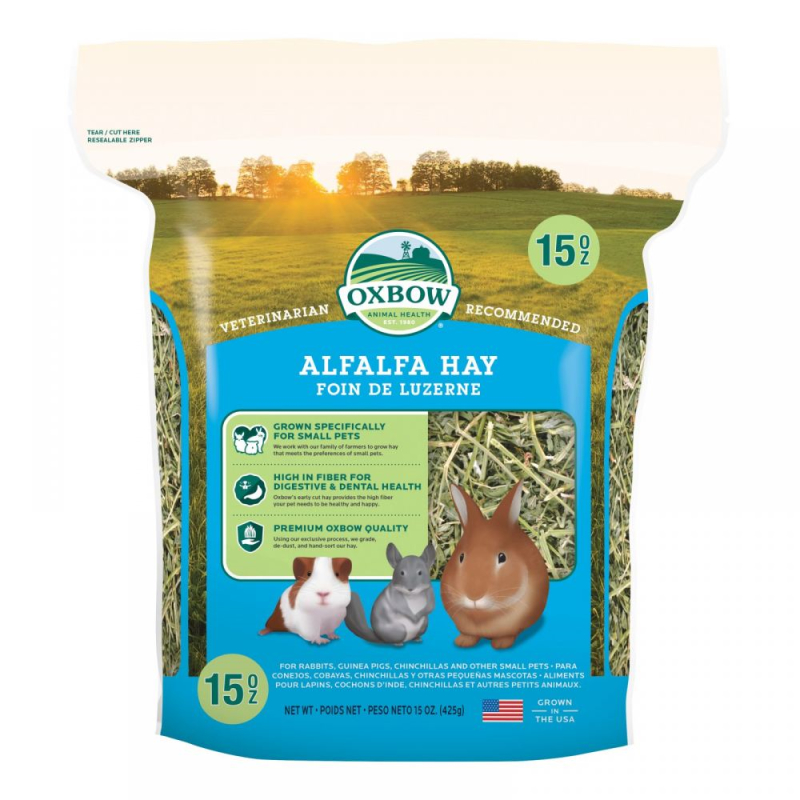 TEAR / CUT HERE
RESEALABLE ZIPPER
15 OZ
OXBOW
ANIMAL HEALTH
EST. 1980
®
VETERINARIAN RECOMMENDED
ALFALFA HAY
FOIN DE LUZERNE
GROWN SPECIFICALLY
FOR SMALL PETS
We work with our family of farmers to grow hay
that meets the preferences of small pets.
HIGH IN FIBER FOR
DIGESTIVE & DENTAL HEALTH
Oxbow's early cut hay provides the high fiber
your pet needs to be healthy and happy.
PREMIUM OXBOW QUALITY
Using our exclusive process, we grade,
de-dust, and hand-sort our hay.
15 OZ
FOR RABBITS, GUINEA PIGS, CHINCHILLAS AND OTHER SMALL PETS • PARA
CONEJOS, COBAYAS, CHINCHILLAS Y OTRAS PEQUEÑAS MASCOTAS • ALIMENTS
POUR LAPINS, COCHONS D'INDE, CHINCHILLAS ET AUTRES PETITS ANIMAUX.
NET WT • POIDS NET • PESO NETO 15 OZ. (425g)
GROWN
IN
THE USA